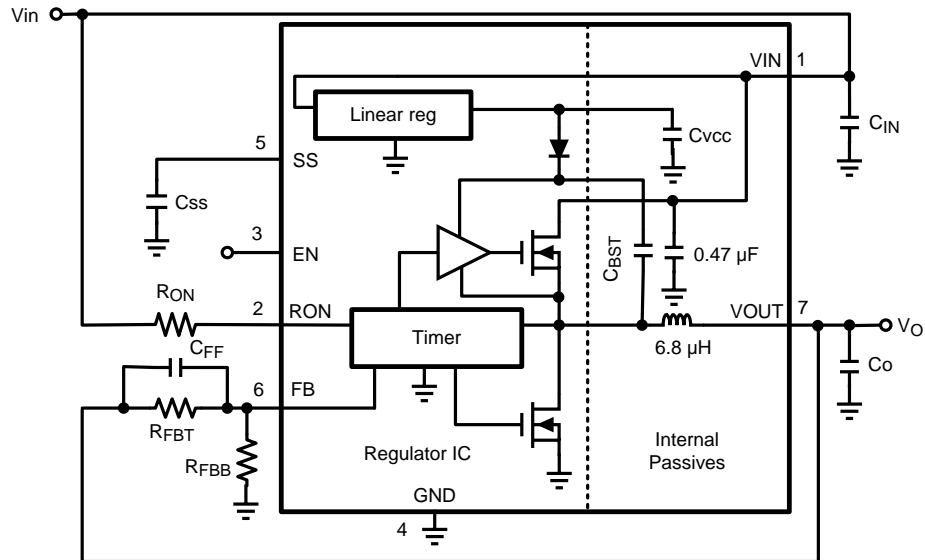 Vin
VIN 1
Linear reg
5
SS
Css
Cvcc
CIN
3
EN
CBST
0.47 µF
RON
2 RON
Timer
VOUT 7
VO
6.8 µH
CFF
6 FB
Co
RFBT
RFBB
Regulator IC
Internal
Passives
GND
4